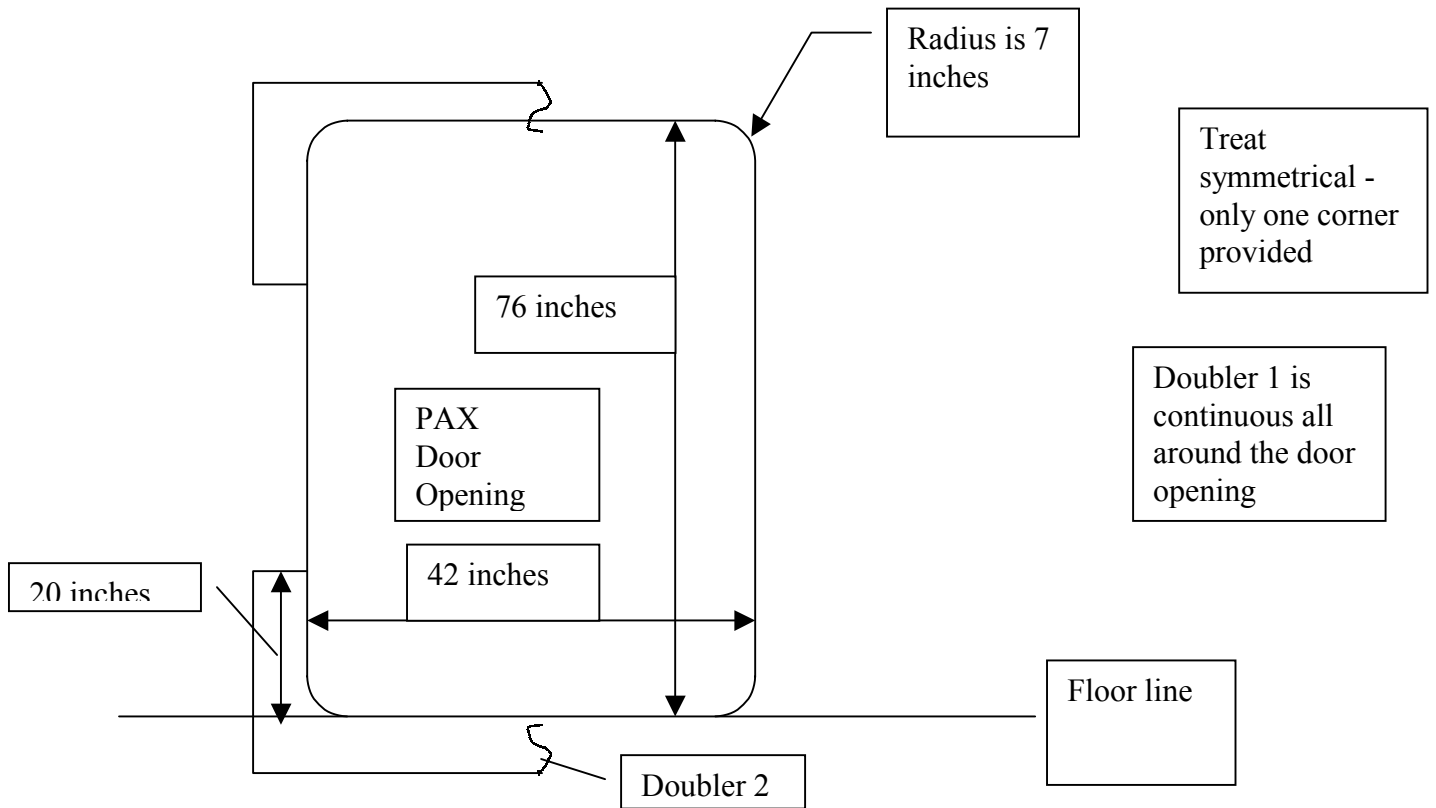 Radius is 7
inches
Treat
symmetrical -
only one corner
provided
76 inches
Doubler 1 is
continuous all
around the door
opening
PAX
Door
Opening
42 inches
20 inches
Floor line
Doubler 2